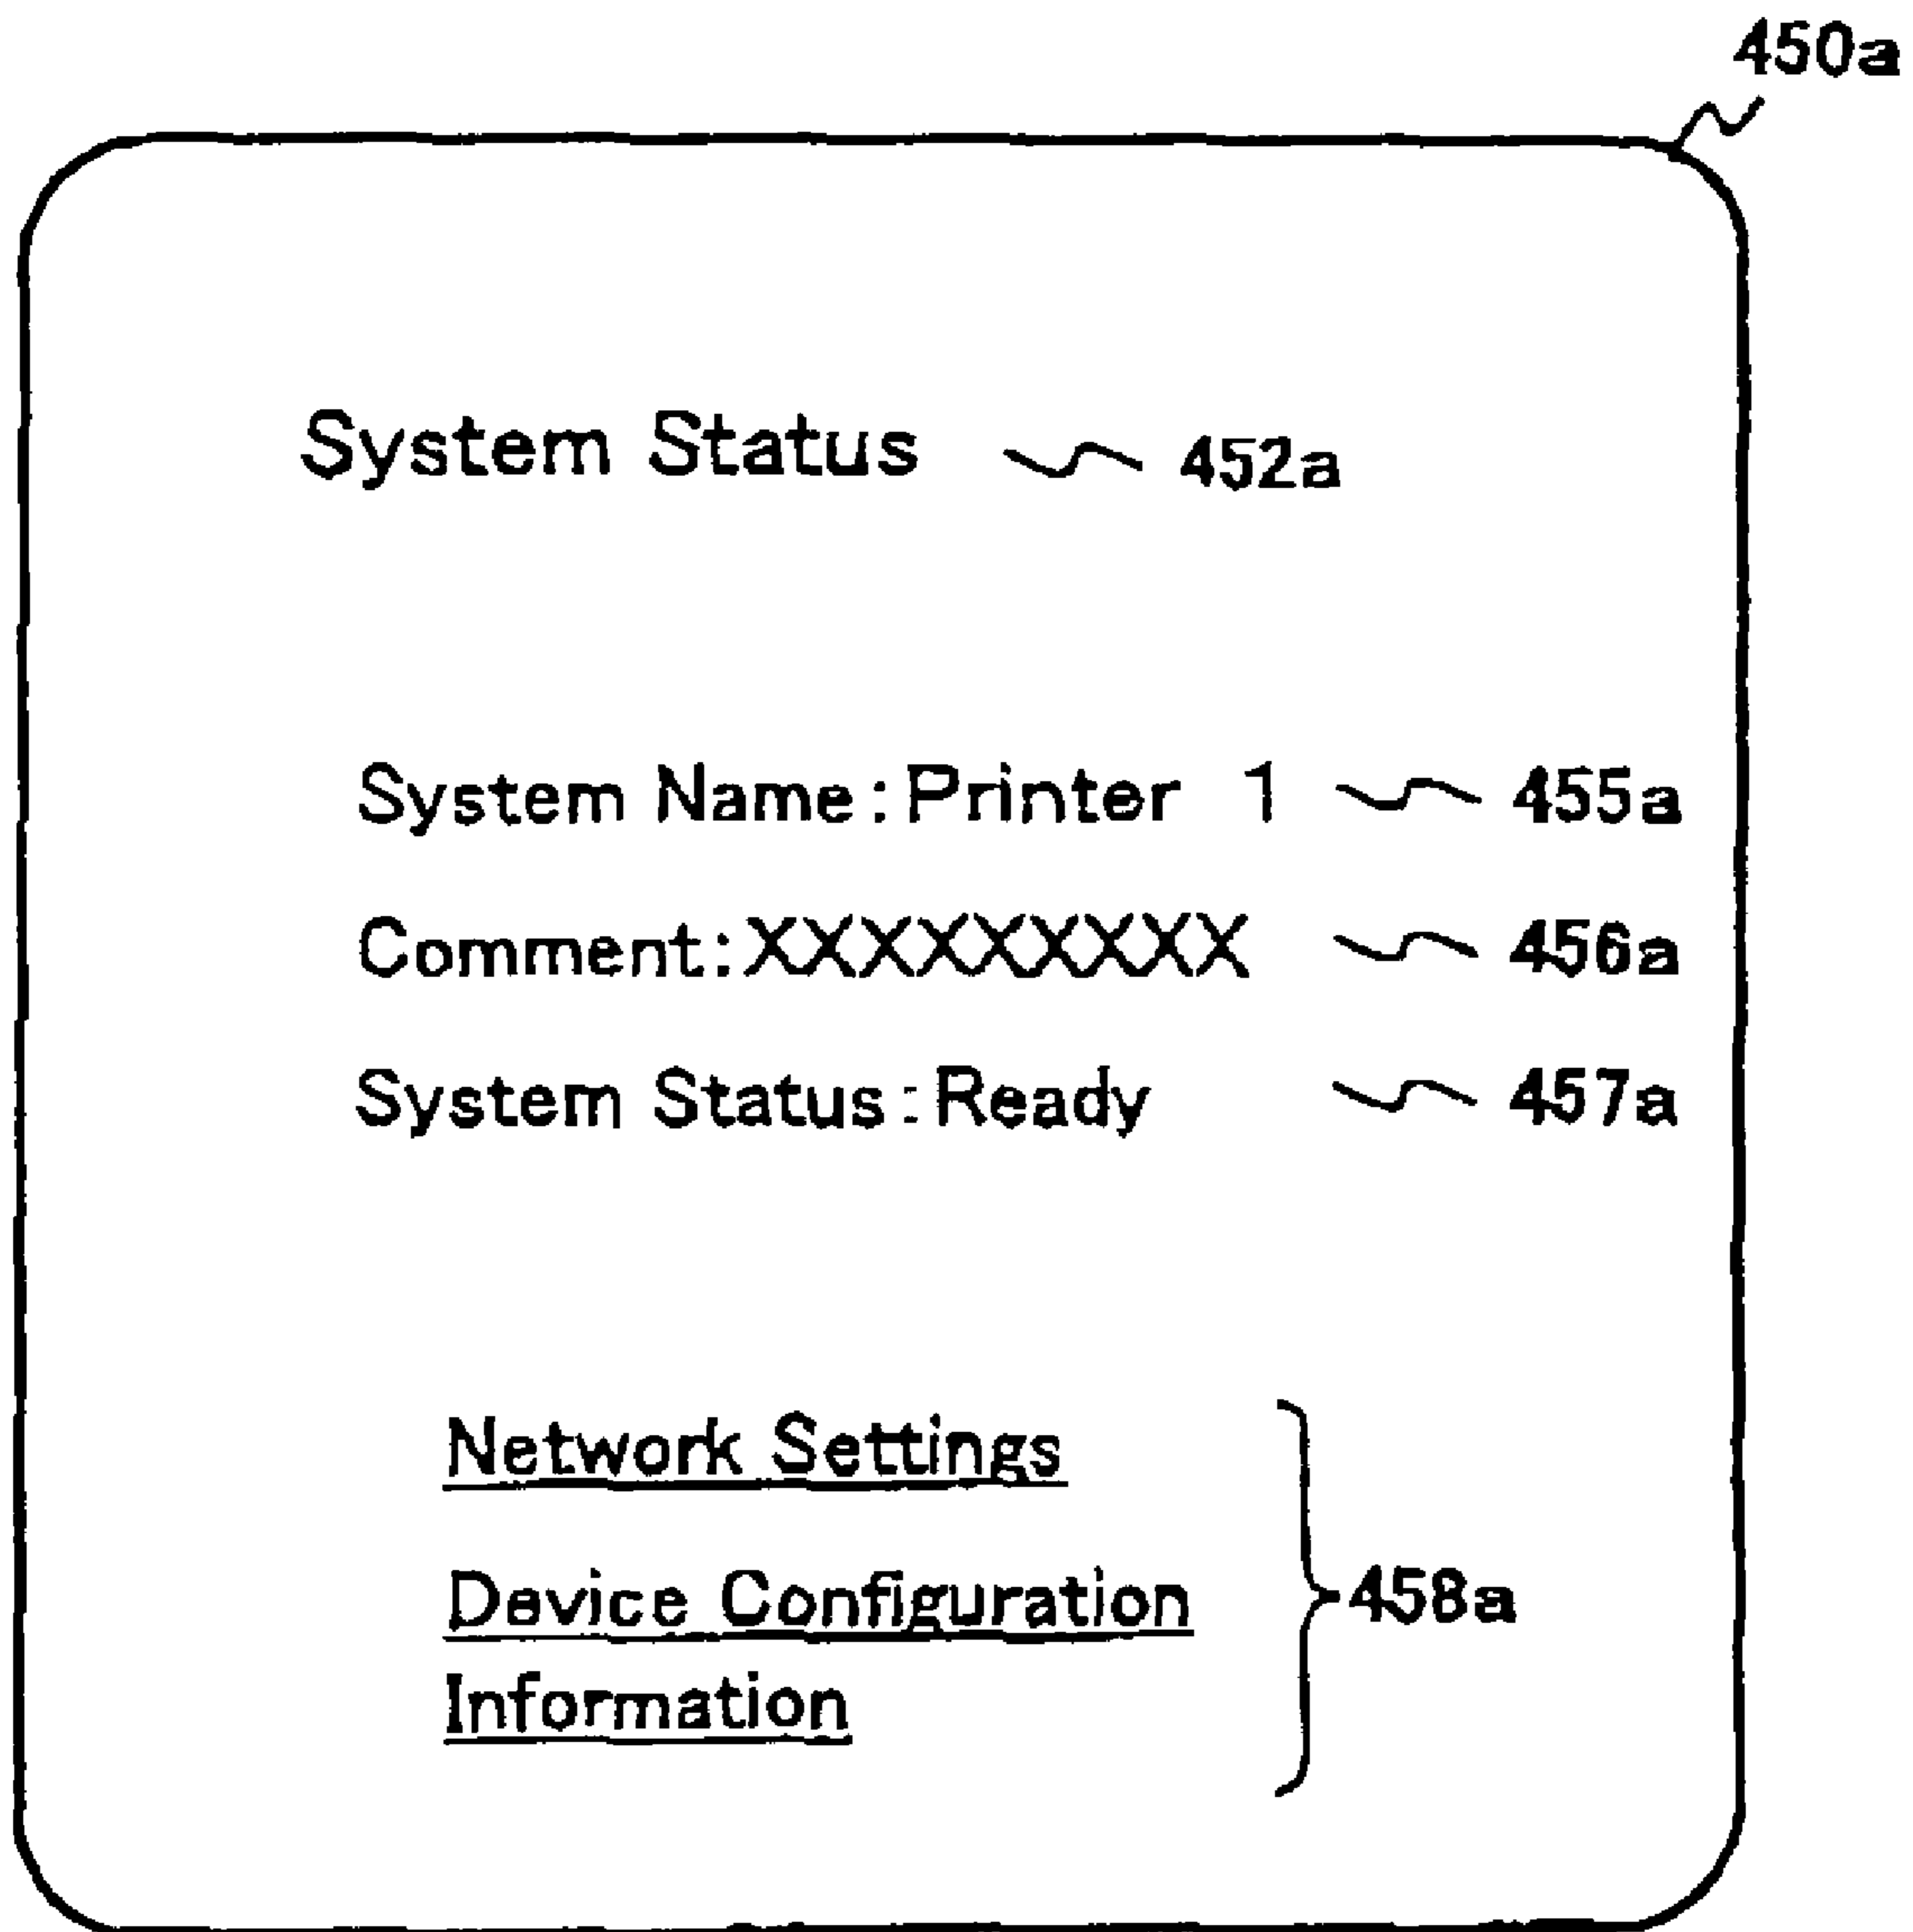 450a
System Status 452a
System Name:Printer 1 455a
Comment:XXXXXXXXX 456a
System Status:Ready 457a
Network Settings
Device Configuration 458a
Information